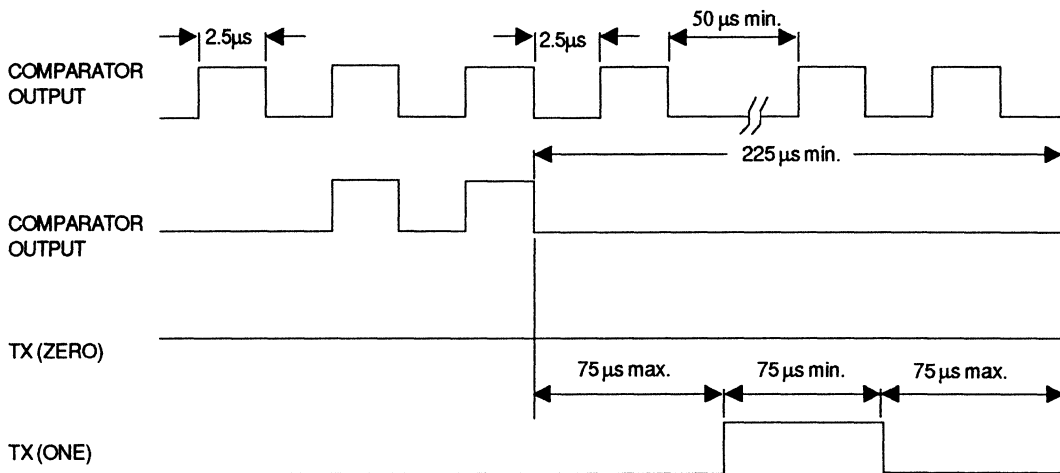 50 µs min.
2.5µs
2.5µs
COMPARATOR
OUTPUT
225 µs min.
COMPARATOR
OUTPUT
TX (ZERO)
75 µs max.
75 µs min.
75 µs max.
TX (ONE)